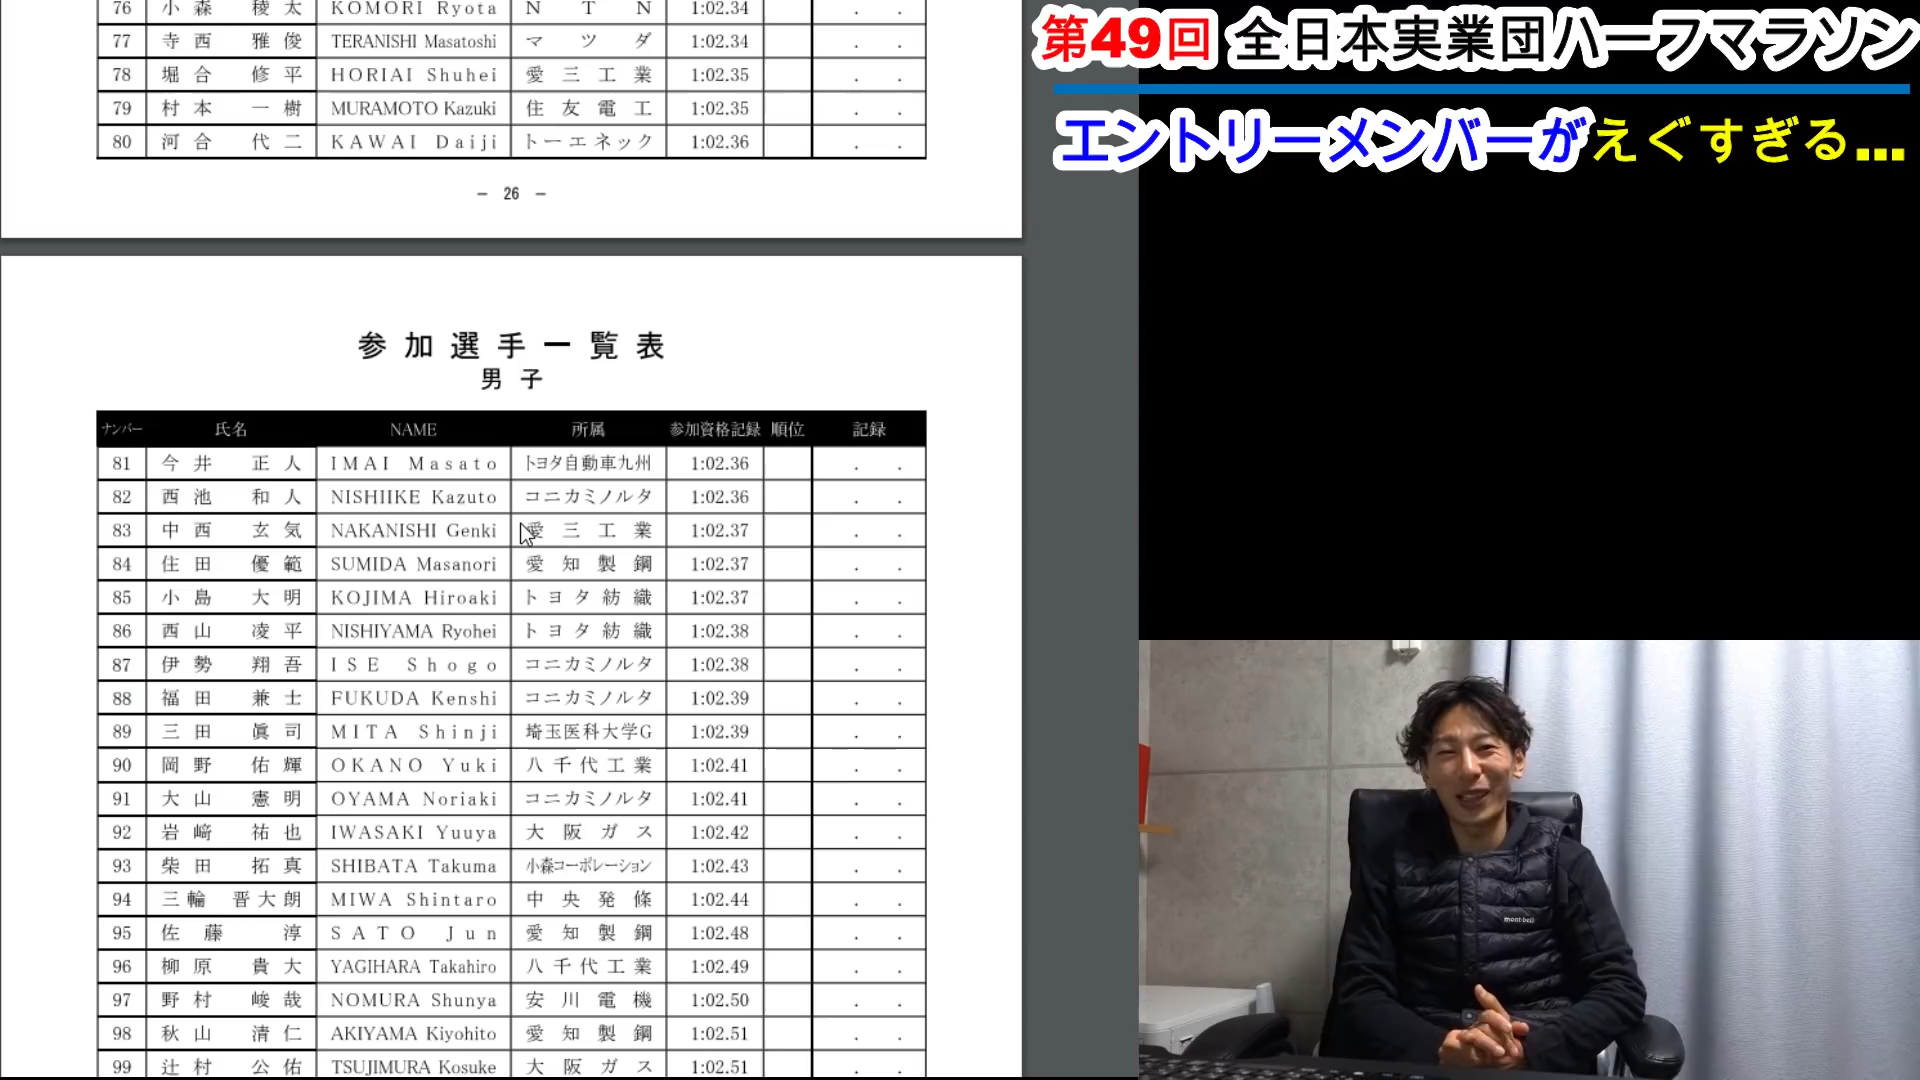 第49回 全日本実業団ハーフマラソン
エントリーメンバーがえぐすぎる...
76 小森 稜太 KOMORI Ryota NTN 1:02.34 . .
77 寺西 雅俊 TERANISHI Masatoshi マツダ 1:02.34 . .
78 堀合 修平 HORIAI Shuhei 愛三工業 1:02.35 . .
79 村本 一樹 MURAMOTO Kazuki 住友電工 1:02.35 . .
80 河合 代二 KAWAI Daiji トーエネック 1:02.36 . .
― 26 ―
参加選手一覧表
男子
ナンバー 氏名 NAME 所属 参加資格記録 順位 記録
81 今井 正人 IMAI Masato トヨタ自動車九州 1:02.36 . .
82 西池 和人 NISHIIKE Kazuto コニカミノルタ 1:02.36 . .
83 中西 玄気 NAKANISHI Genki 愛三工業 1:02.37 . .
84 住田 優範 SUMIDA Masanori 愛知製鋼 1:02.37 . .
85 小島 大明 KOJIMA Hiroaki トヨタ紡織 1:02.37 . .
86 西山 凌平 NISHIYAMA Ryohei トヨタ紡織 1:02.38 . .
87 伊勢 翔吾 ISE Shogo コニカミノルタ 1:02.38 . .
88 福田 兼士 FUKUDA Kenshi コニカミノルタ 1:02.39 . .
89 三田 眞司 MITA Shinji 埼玉医科大学G 1:02.39 . .
90 岡野 佑輝 OKANO Yuki 八千代工業 1:02.41 . .
91 大山 憲明 OYAMA Noriaki コニカミノルタ 1:02.41 . .
92 岩﨑 祐也 IWASAKI Yuuya 大阪ガス 1:02.42 . .
93 柴田 拓真 SHIBATA Takuma 小森コーポレーション 1:02.43 . .
94 三輪 晋大朗 MIWA Shintaro 中央発條 1:02.44 . .
95 佐藤 淳 SATO Jun 愛知製鋼 1:02.48 . .
96 柳原 貴大 YAGIHARA Takahiro 八千代工業 1:02.49 . .
97 野村 峻哉 NOMURA Shunya 安川電機 1:02.50 . .
98 秋山 清仁 AKIYAMA Kiyohito 愛知製鋼 1:02.51 . .
99 辻村 公佑 TSUJIMURA Kosuke 大阪ガス 1:02.51 . .
mont-bell